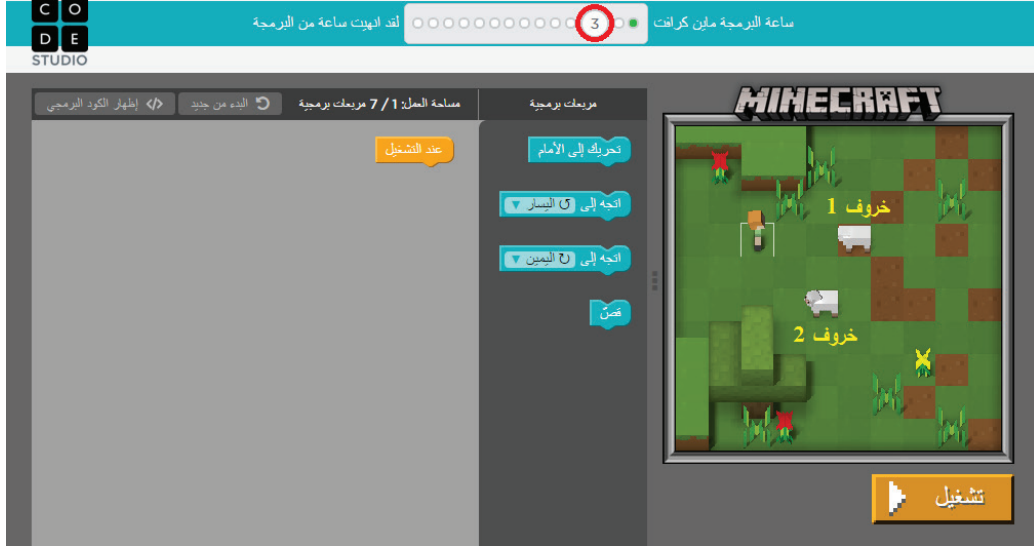 C O
D E
STUDIO
ساعة البرمجة ماين كرافت
3
لقد انهيت ساعة من البرمجة
مربعات برمجية
مساحة العمل: 1 / 7 مربعات برمجية
البدء من جديد
</> إظهار الكود البرمجي
عند التشغيل
تحريك إلى الأمام
اتجه إلى اليسار
اتجه إلى اليمين
قصّ
MINECRAFT
خروف 1
خروف 2
تشغيل